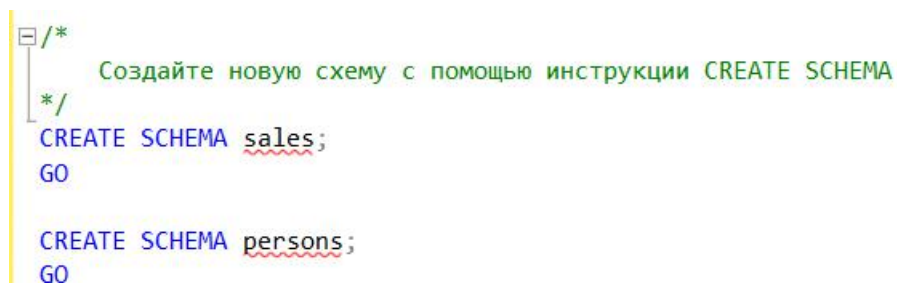 /*
Создайте новую схему с помощью инструкции CREATE SCHEMA
*/
CREATE SCHEMA sales;
GO
CREATE SCHEMA persons;
GO